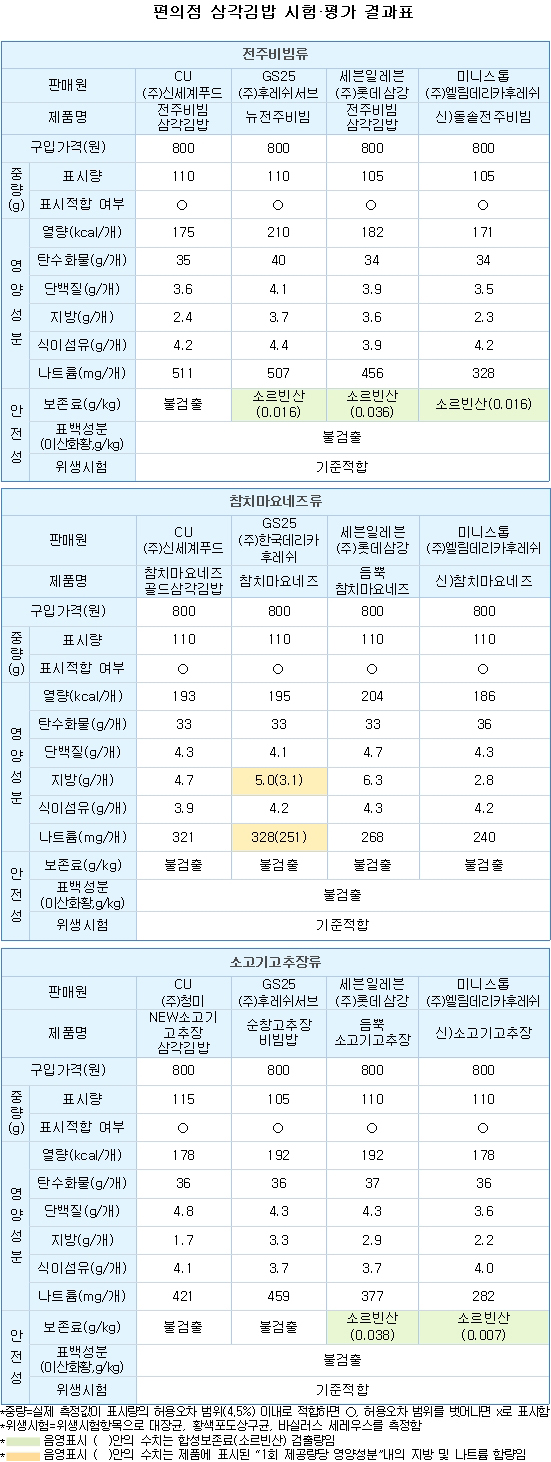 편의점 삼각김밥 시험·평가 결과표
전주비빔류
판매원 CU (주)신세계푸드 GS25 (주)후레쉬서브 세븐일레븐 (주)롯데삼강 미니스톱 (주)엘림데리카후레쉬
제품명 전주비빔 삼각김밥 뉴전주비빔 전주비빔 삼각김밥 신)돌솥전주비빔
구입가격(원) 800 800 800 800
중량(g) 표시량 110 110 105 105
표시적합 여부 ○ ○ ○ ○
영양성분 열량(kcal/개) 175 210 182 171
탄수화물(g/개) 35 40 34 34
단백질(g/개) 3.6 4.1 3.9 3.5
지방(g/개) 2.4 3.7 3.6 2.3
식이섬유(g/개) 4.2 4.4 3.9 4.2
나트륨(mg/개) 511 507 456 328
안전성 보존료(g/kg) 불검출 소르빈산(0.016) 소르빈산(0.036) 소르빈산(0.016)
표백성분(이산화황,g/kg) 불검출
위생시험 기준적합
참치마요네즈류
판매원 CU (주)신세계푸드 GS25 (주)한국데리카후레쉬 세븐일레븐 (주)롯데삼강 미니스톱 (주)엘림데리카후레쉬
제품명 참치마요네즈 골드삼각김밥 참치마요네즈 듬뿍 참치마요네즈 신)참치마요네즈
구입가격(원) 800 800 800 800
중량(g) 표시량 110 110 110 110
표시적합 여부 ○ ○ ○ ○
영양성분 열량(kcal/개) 193 195 204 186
탄수화물(g/개) 33 33 33 36
단백질(g/개) 4.3 4.1 4.7 4.3
지방(g/개) 4.7 5.0(3.1) 6.3 2.8
식이섬유(g/개) 3.9 4.2 4.3 4.2
나트륨(mg/개) 321 328(251) 268 240
안전성 보존료(g/kg) 불검출 불검출 불검출 불검출
표백성분(이산화황,g/kg) 불검출
위생시험 기준적합
소고기고추장류
판매원 CU (주)청미 GS25 (주)후레쉬서브 세븐일레븐 (주)롯데삼강 미니스톱 (주)엘림데리카후레쉬
제품명 NEW소고기 고추장 삼각김밥 순창고추장 비빔밥 듬뿍 소고기고추장 신)소고기고추장
구입가격(원) 800 800 800 800
중량(g) 표시량 115 105 110 110
표시적합 여부 ○ ○ ○ ○
영양성분 열량(kcal/개) 178 192 192 178
탄수화물(g/개) 36 36 37 36
단백질(g/개) 4.8 4.3 4.3 3.6
지방(g/개) 1.7 3.3 2.9 2.2
식이섬유(g/개) 4.1 3.7 3.7 4.0
나트륨(mg/개) 421 459 377 282
안전성 보존료(g/kg) 불검출 불검출 소르빈산(0.038) 소르빈산(0.007)
표백성분(이산화황,g/kg) 불검출
위생시험 기준적합
*중량=실제 측정값이 표시량의 허용오차 범위(4.5%) 이내로 적합하면 ○, 허용오차 범위를 벗어나면 x로 표시함
*위생시험=위생시험항목으로 대장균, 황색포도상구균, 바실러스 세레우스를 측정함
* 음영표시 ( )안의 수치는 합성보존료(소르빈산) 검출량임
* 음영표시 ( )안의 수치는 제품에 표시된 “1회 제공량당 영양성분”내의 지방 및 나트륨 함량임